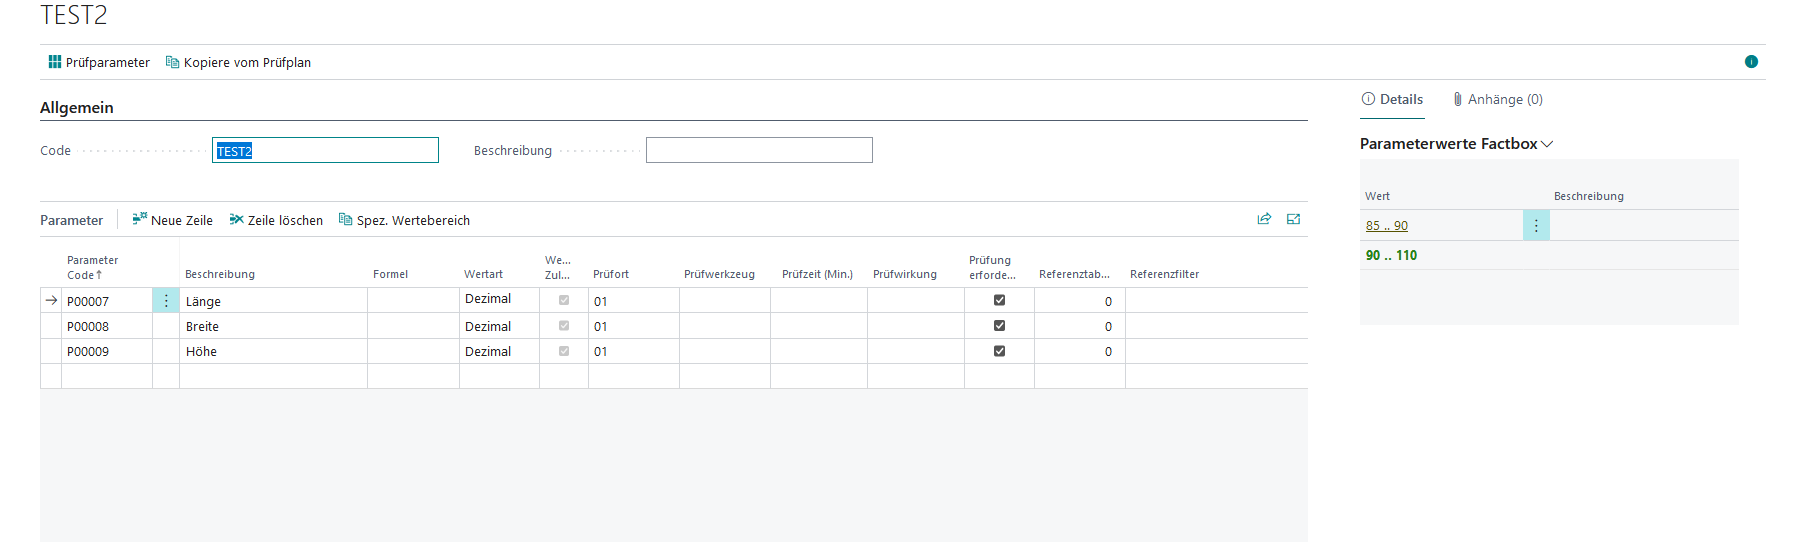 TEST2
Prüfparameter Kopiere vom Prüfplan
Allgemein
Code TEST2 Beschreibung
Parameter Neue Zeile Zeile löschen Spez. Wertebereich
Parameter Code↑ Beschreibung Formel Wertart We... Zul... Prüfort Prüfwerkzeug Prüfzeit (Min.) Prüfwirkung Prüfung erforde... Referenztab... Referenzfilter
P00007 Länge Dezimal 01 0
P00008 Breite Dezimal 01 0
P00009 Höhe Dezimal 01 0
Details Anhänge (0)
Parameterwerte Factbox
Wert Beschreibung
85 .. 90
90 .. 110